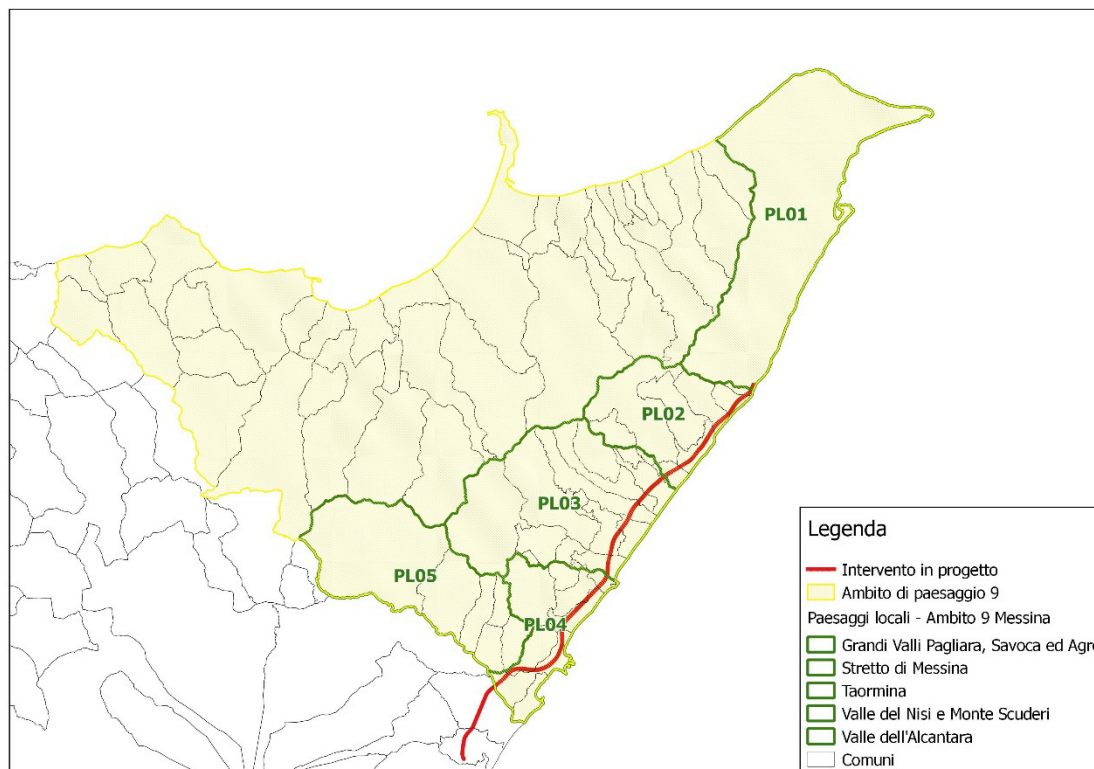 PL01
PL02
PL03
PL05
PL04
Legenda
Intervento in progetto
Ambito di paesaggio 9
Paesaggi locali - Ambito 9 Messina
Grandi Valli Pagliara, Savoca ed Agrò
Stretto di Messina
Taormina
Valle del Nisi e Monte Scuderi
Valle dell'Alcantara
Comuni